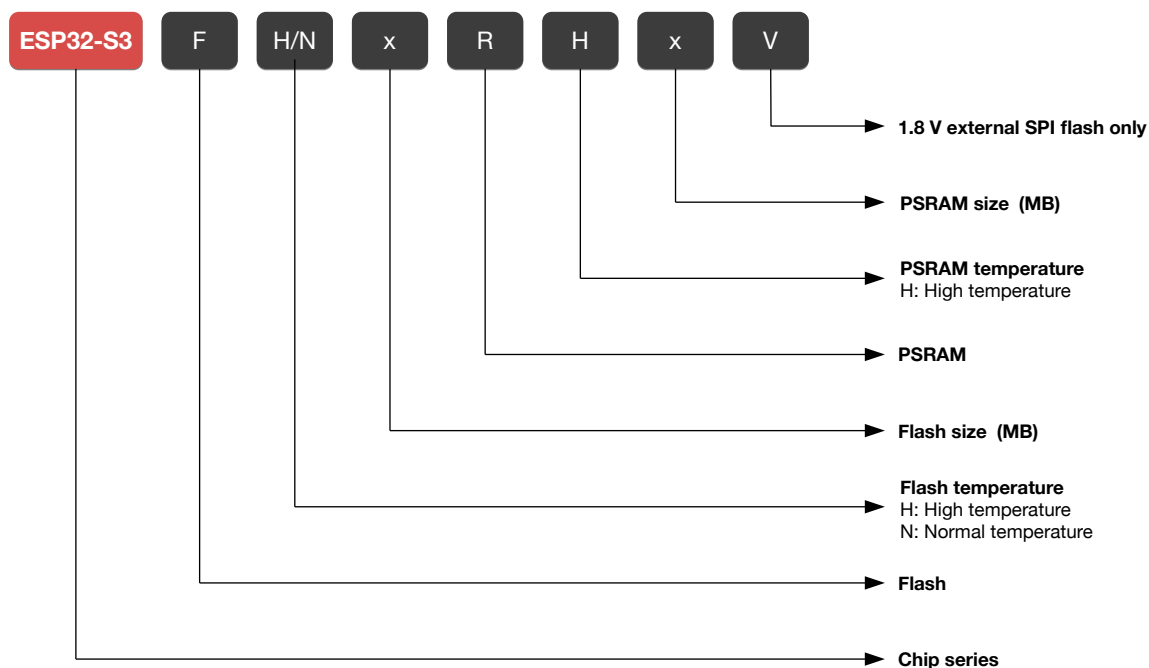 ESP32-S3 F H/N x R H x V
1.8 V external SPI flash only
PSRAM size (MB)
PSRAM temperature
H: High temperature
PSRAM
Flash size (MB)
Flash temperature
H: High temperature
N: Normal temperature
Flash
Chip series